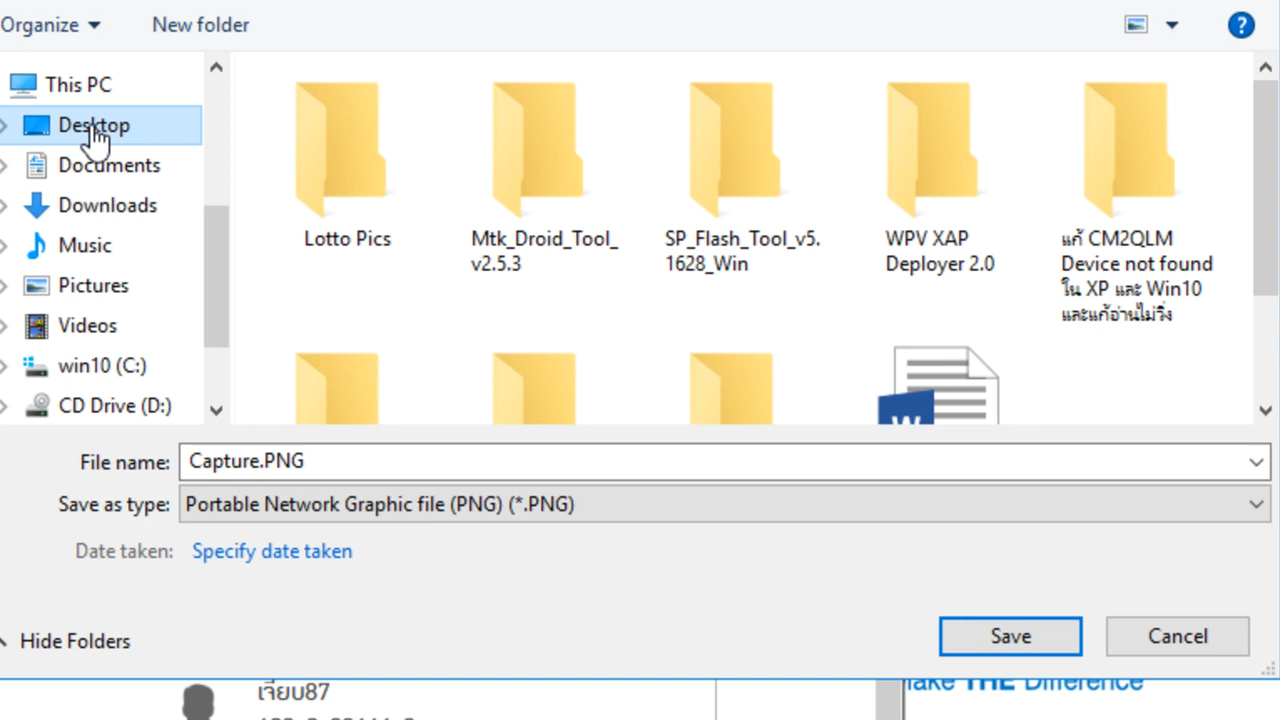 Organize
New folder
This PC
Desktop
Documents
Downloads
Music
Pictures
Videos
win10 (C:)
CD Drive (D:)
Lotto Pics
Mtk_Droid_Tool_
v2.5.3
SP_Flash_Tool_v5.
1628_Win
WPV XAP
Deployer 2.0
แก้ CM2QLM
Device not found
ใน XP และ Win10
และแก้อ่านไม่วิ่ง
File name: Capture.PNG
Save as type: Portable Network Graphic file (PNG) (*.PNG)
Date taken: Specify date taken
Hide Folders
Save
Cancel
เจี๊ยบ87
THE Difference